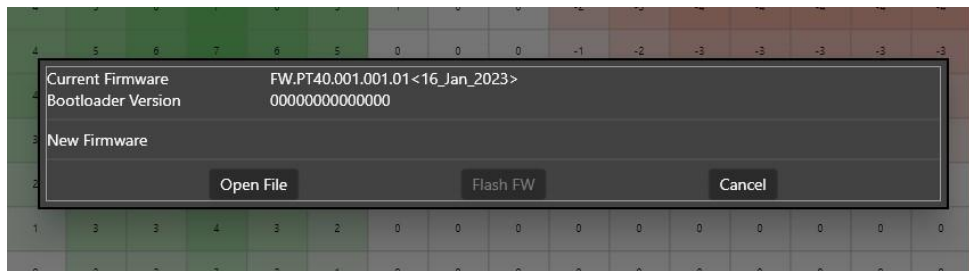 4 5 6 7 6 5 0 0 0 -1 -2 -3 -3 -3 -3 -3
Current Firmware FW.PT40.001.001.01<16_Jan_2023>
Bootloader Version 00000000000000
New Firmware
Open File Flash FW Cancel
1 3 3 4 3 2 0 0 0 0 0 0 0 0 0 0